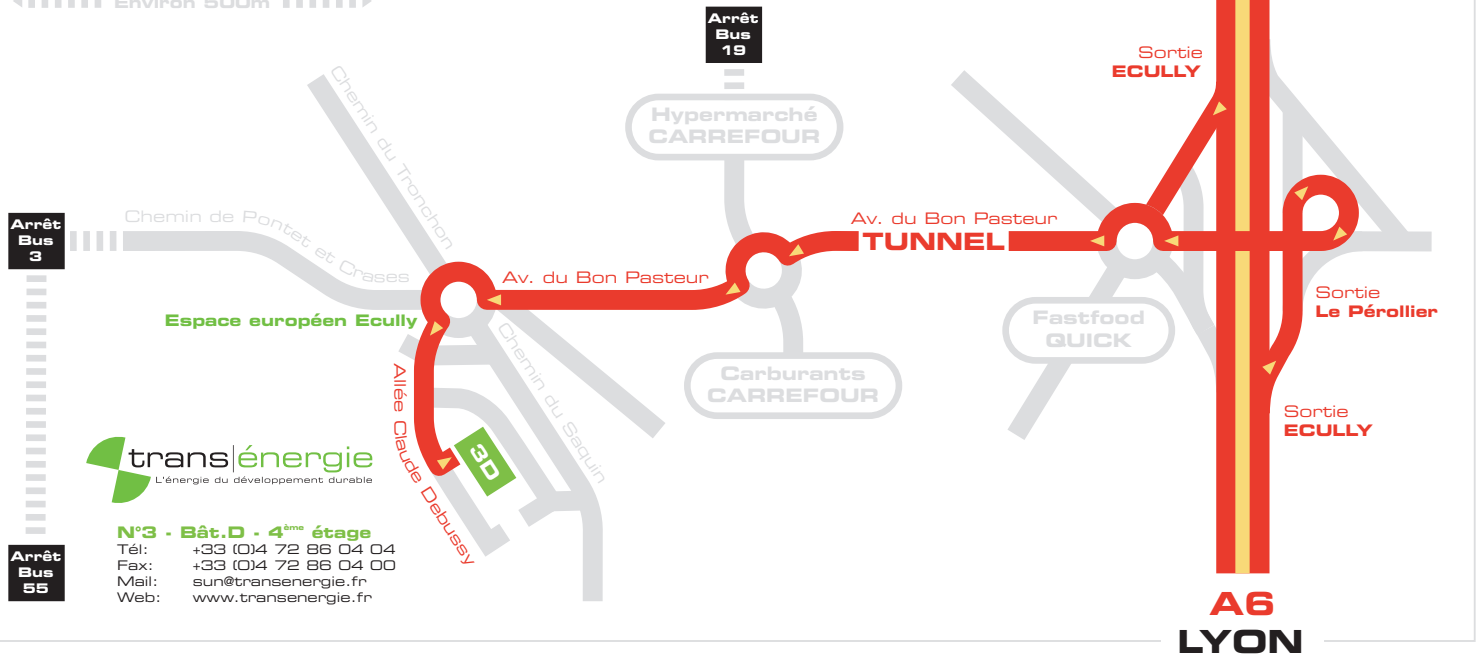 Environ 500m
Arrêt
Bus
19
Sortie
ECULLY
Chemin du Tronchon
Hypermarché
CARREFOUR
Arrêt
Bus
3
Chemin de Pontet et Crases
Av. du Bon Pasteur
TUNNEL
Av. du Bon Pasteur
Espace européen Ecully
Sortie
Le Pérollier
Fastfood
QUICK
Chemin du Saquin
Carburants
CARREFOUR
Allée Claude Debussy
Sortie
ECULLY
3D
trans|énergie
L'énergie du développement durable
N°3 - Bât.D - 4ème étage
Tél: +33 (0)4 72 86 04 04
Fax: +33 (0)4 72 86 04 00
Mail: sun@transenergie.fr
Web: www.transenergie.fr
Arrêt
Bus
55
A6
LYON